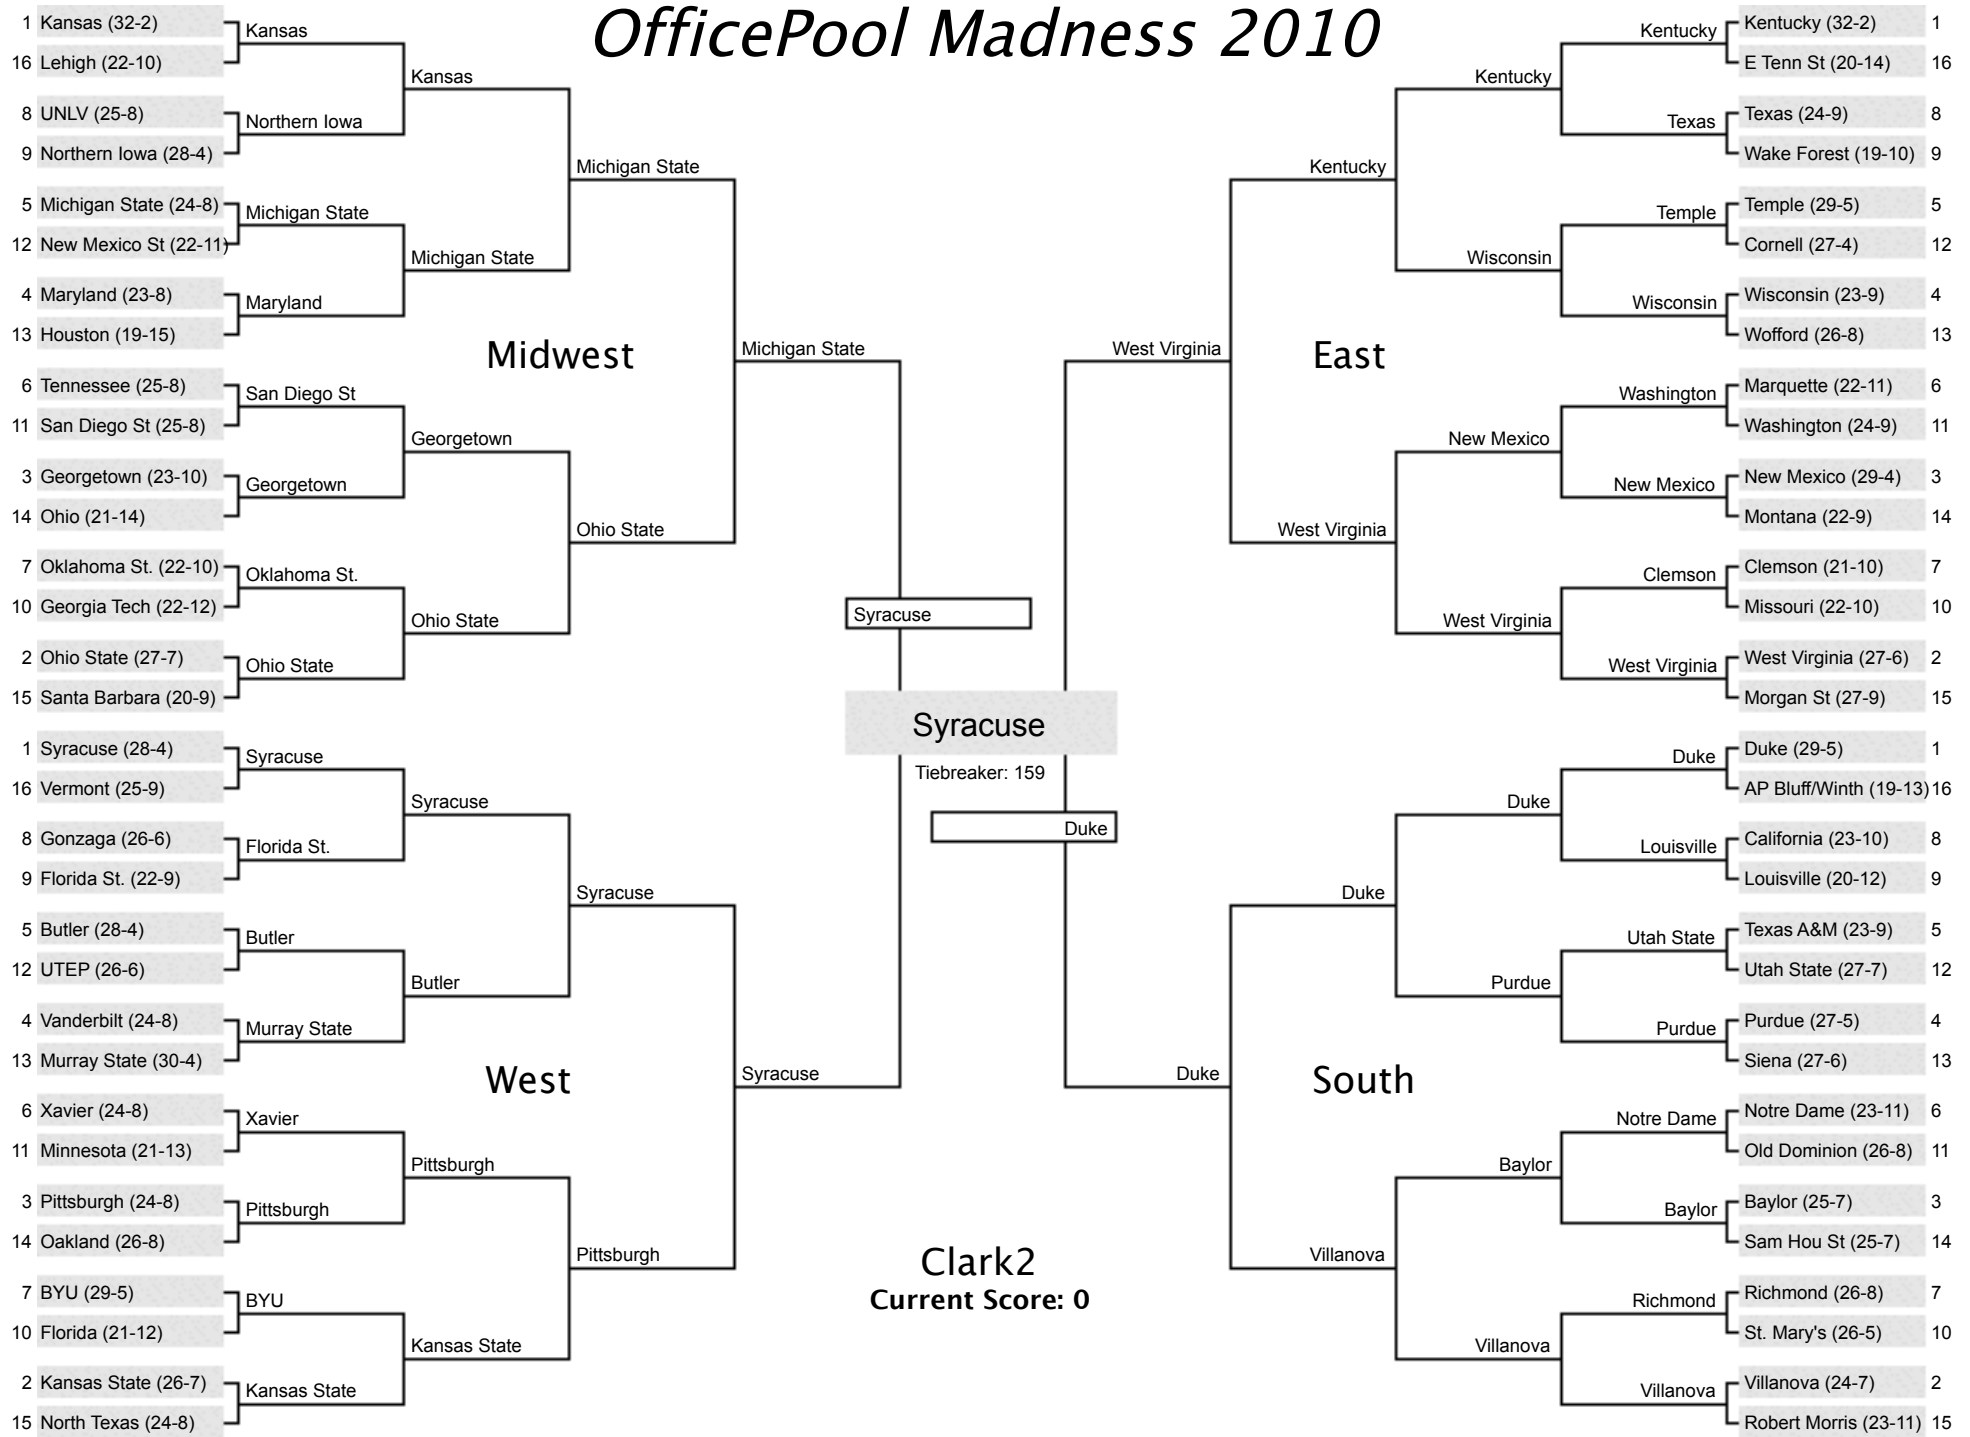 OfficePool Madness 2010
1 Kansas (32-2)
16 Lehigh (22-10)
8 UNLV (25-8)
9 Northern Iowa (28-4)
5 Michigan State (24-8)
12 New Mexico St (22-11)
4 Maryland (23-8)
13 Houston (19-15)
6 Tennessee (25-8)
11 San Diego St (25-8)
3 Georgetown (23-10)
14 Ohio (21-14)
7 Oklahoma St. (22-10)
10 Georgia Tech (22-12)
2 Ohio State (27-7)
15 Santa Barbara (20-9)
Kansas
Northern Iowa
Michigan State
Maryland
San Diego St
Georgetown
Oklahoma St.
Ohio State
Kansas
Michigan State
Georgetown
Ohio State
Michigan State
Ohio State
Midwest
Michigan State
1 Syracuse (28-4)
16 Vermont (25-9)
8 Gonzaga (26-6)
9 Florida St. (22-9)
5 Butler (28-4)
12 UTEP (26-6)
4 Vanderbilt (24-8)
13 Murray State (30-4)
6 Xavier (24-8)
11 Minnesota (21-13)
3 Pittsburgh (24-8)
14 Oakland (26-8)
7 BYU (29-5)
10 Florida (21-12)
2 Kansas State (26-7)
15 North Texas (24-8)
Syracuse
Florida St.
Butler
Murray State
Xavier
Pittsburgh
BYU
Kansas State
Syracuse
Butler
Pittsburgh
Kansas State
Syracuse
Pittsburgh
West
Syracuse
Syracuse
Syracuse
Tiebreaker: 159
Duke
Clark2
Current Score: 0
Kentucky (32-2) 1
E Tenn St (20-14) 16
Texas (24-9) 8
Wake Forest (19-10) 9
Temple (29-5) 5
Cornell (27-4) 12
Wisconsin (23-9) 4
Wofford (26-8) 13
Marquette (22-11) 6
Washington (24-9) 11
New Mexico (29-4) 3
Montana (22-9) 14
Clemson (21-10) 7
Missouri (22-10) 10
West Virginia (27-6) 2
Morgan St (27-9) 15
Kentucky
Texas
Temple
Wisconsin
Washington
New Mexico
Clemson
West Virginia
Kentucky
Wisconsin
New Mexico
West Virginia
Kentucky
West Virginia
East
West Virginia
Duke (29-5) 1
AP Bluff/Winth (19-13) 16
California (23-10) 8
Louisville (20-12) 9
Texas A&M (23-9) 5
Utah State (27-7) 12
Purdue (27-5) 4
Siena (27-6) 13
Notre Dame (23-11) 6
Old Dominion (26-8) 11
Baylor (25-7) 3
Sam Hou St (25-7) 14
Richmond (26-8) 7
St. Mary's (26-5) 10
Villanova (24-7) 2
Robert Morris (23-11) 15
Duke
Louisville
Utah State
Purdue
Notre Dame
Baylor
Richmond
Villanova
Duke
Purdue
Baylor
Villanova
Duke
Villanova
South
Duke